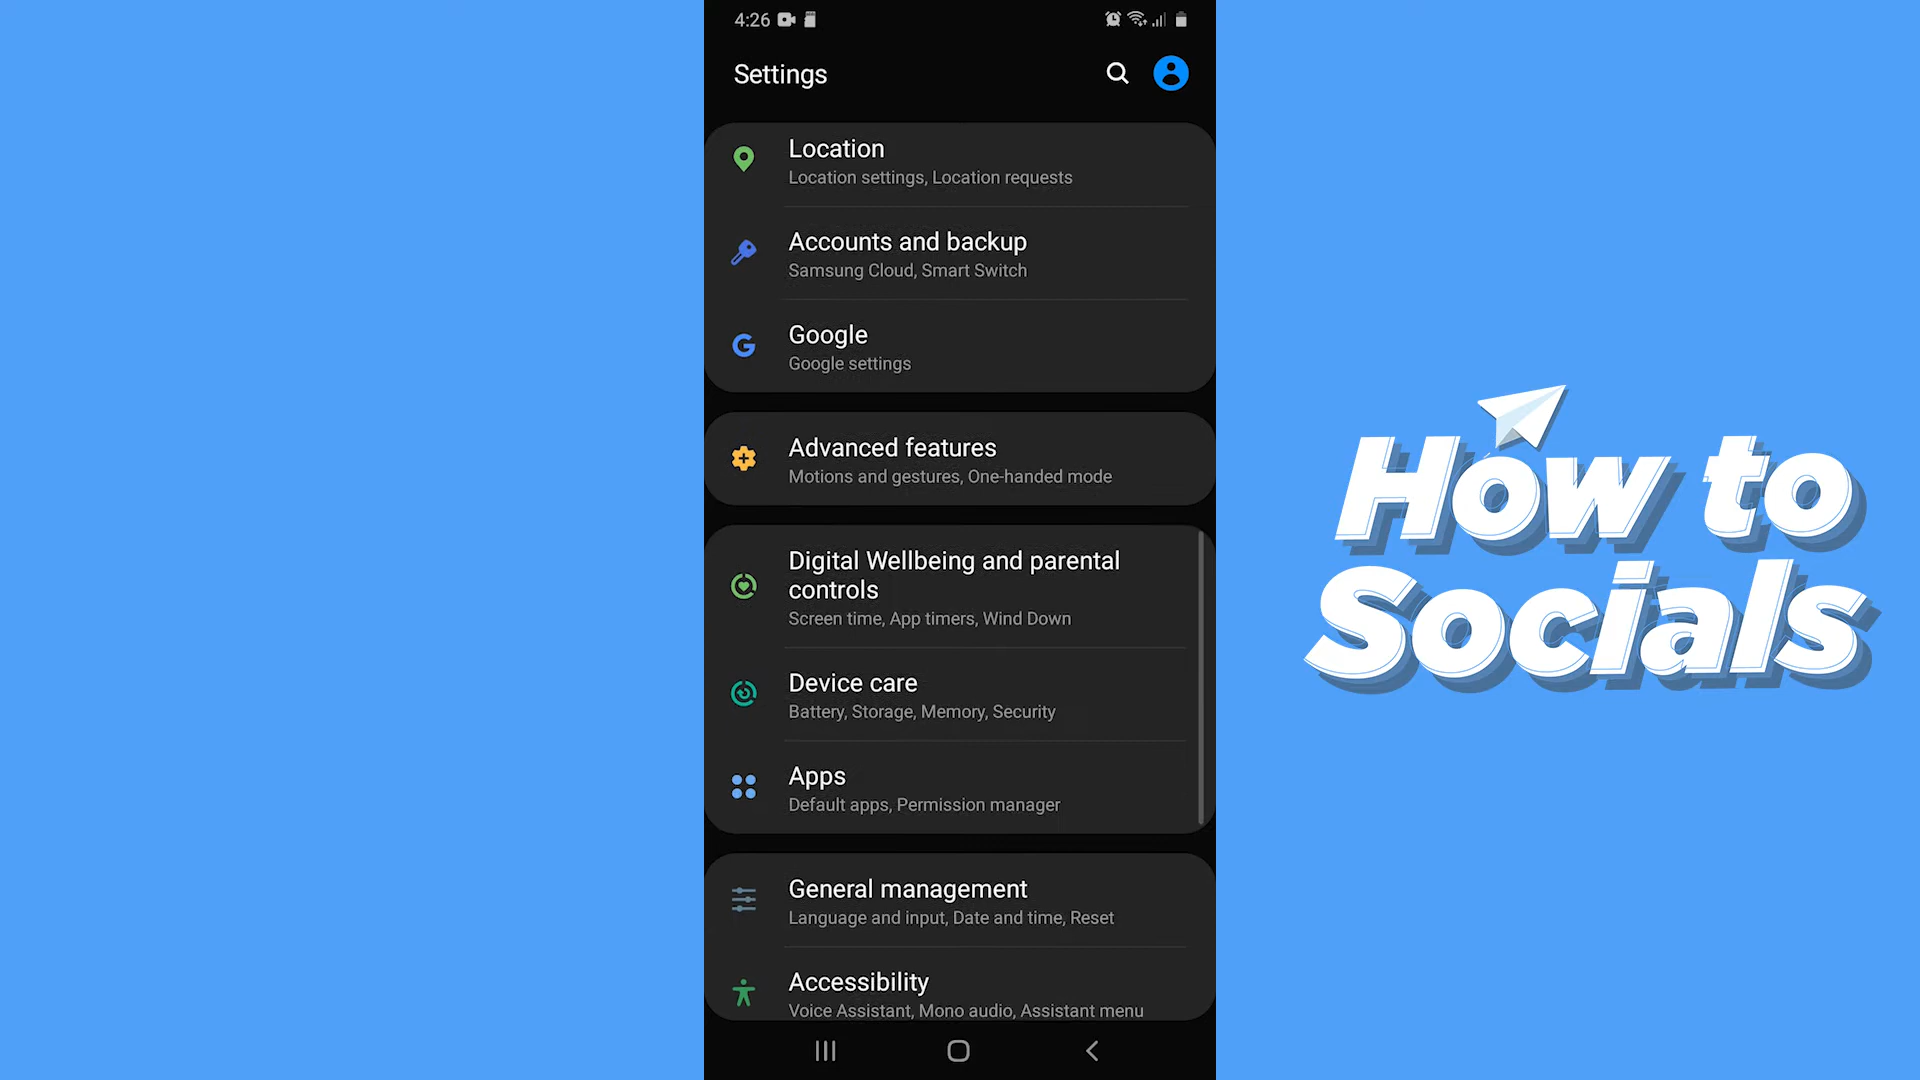 4:26
Settings
Location
Location settings, Location requests
Accounts and backup
Samsung Cloud, Smart Switch
Google
Google settings
Advanced features
Motions and gestures, One-handed mode
Digital Wellbeing and parental
controls
Screen time, App timers, Wind Down
Device care
Battery, Storage, Memory, Security
Apps
Default apps, Permission manager
General management
Language and input, Date and time, Reset
Accessibility
Voice Assistant, Mono audio, Assistant menu
How to
Socials